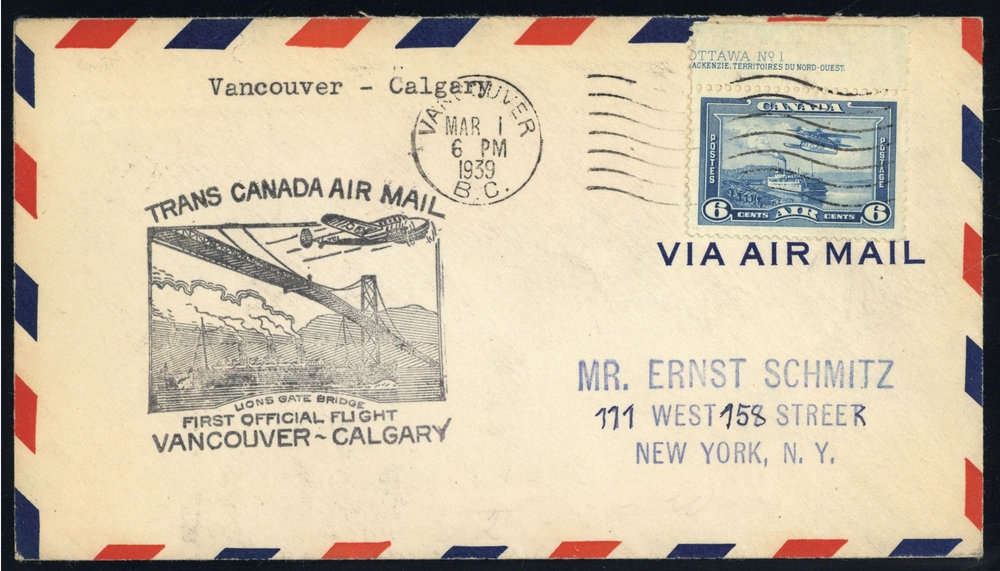 OTTAWA No 1
ACKENZIE, TERRITOIRES DU NORD-OUEST.
Vancouver - Calgary
VANCOUVER
MAR 1
6 PM
1939
B.C.
CANADA
POSTES
POSTAGE
6 CENTS AIR CENTS 6
VIA AIR MAIL
TRANS CANADA AIR MAIL
LIONS GATE BRIDGE
FIRST OFFICIAL FLIGHT
VANCOUVER ~ CALGARY
MR. ERNST SCHMITZ
111 WEST 158 STREER
NEW YORK, N. Y.